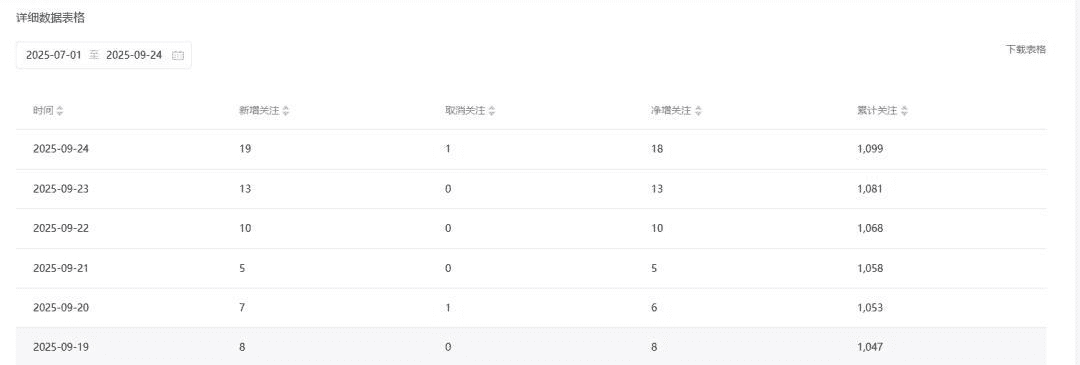 详细数据表格
2025-07-01 至 2025-09-24
下载表格
时间 新增关注 取消关注 净增关注 累计关注
2025-09-24 19 1 18 1,099
2025-09-23 13 0 13 1,081
2025-09-22 10 0 10 1,068
2025-09-21 5 0 5 1,058
2025-09-20 7 1 6 1,053
2025-09-19 8 0 8 1,047